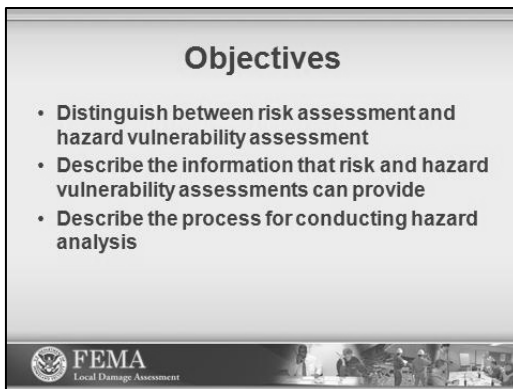 Objectives
• Distinguish between risk assessment and
hazard vulnerability assessment
• Describe the information that risk and hazard
vulnerability assessments can provide
• Describe the process for conducting hazard
analysis
FEMA
Local Damage Assessment